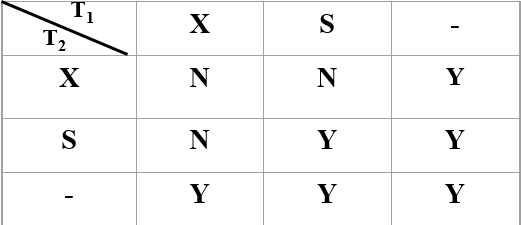 T₁
T₂ X S -
X N N Y
S N Y Y
- Y Y Y